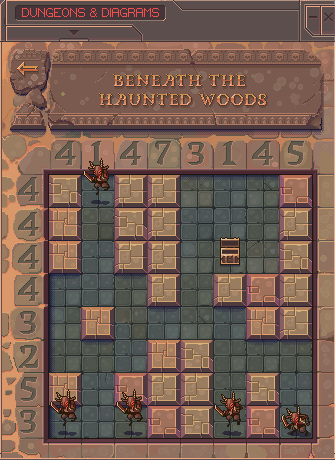 DUNGEONS & DIAGRAMS
BENEATH THE
HAUNTED WOODS
4 1 4 7 3 1 4 5
4
4
4
4
3
2
5
3